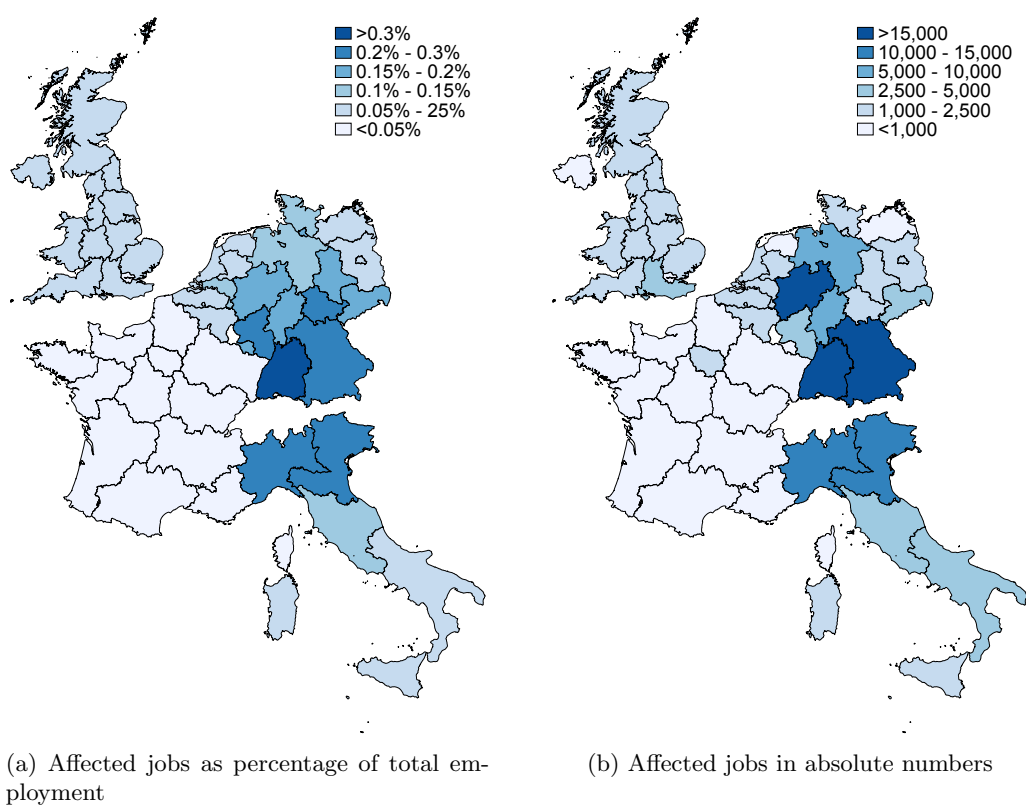 >0.3%
0.2% - 0.3%
0.15% - 0.2%
0.1% - 0.15%
0.05% - 25%
<0.05%
>15,000
10,000 - 15,000
5,000 - 10,000
2,500 - 5,000
1,000 - 2,500
<1,000
(a) Affected jobs as percentage of total em-
ployment
(b) Affected jobs in absolute numbers